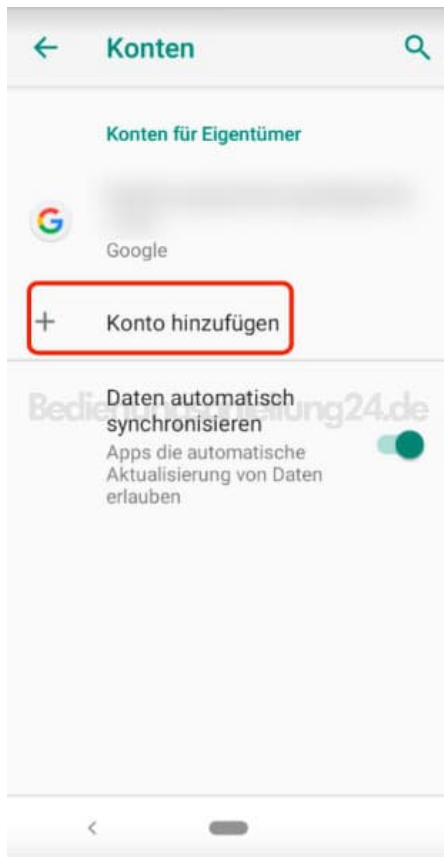 Konten
Konten für Eigentümer
Google
Konto hinzufügen
Daten automatisch
synchronisieren
Apps die automatische
Aktualisierung von Daten
erlauben
Bedienungsanleitung24.de